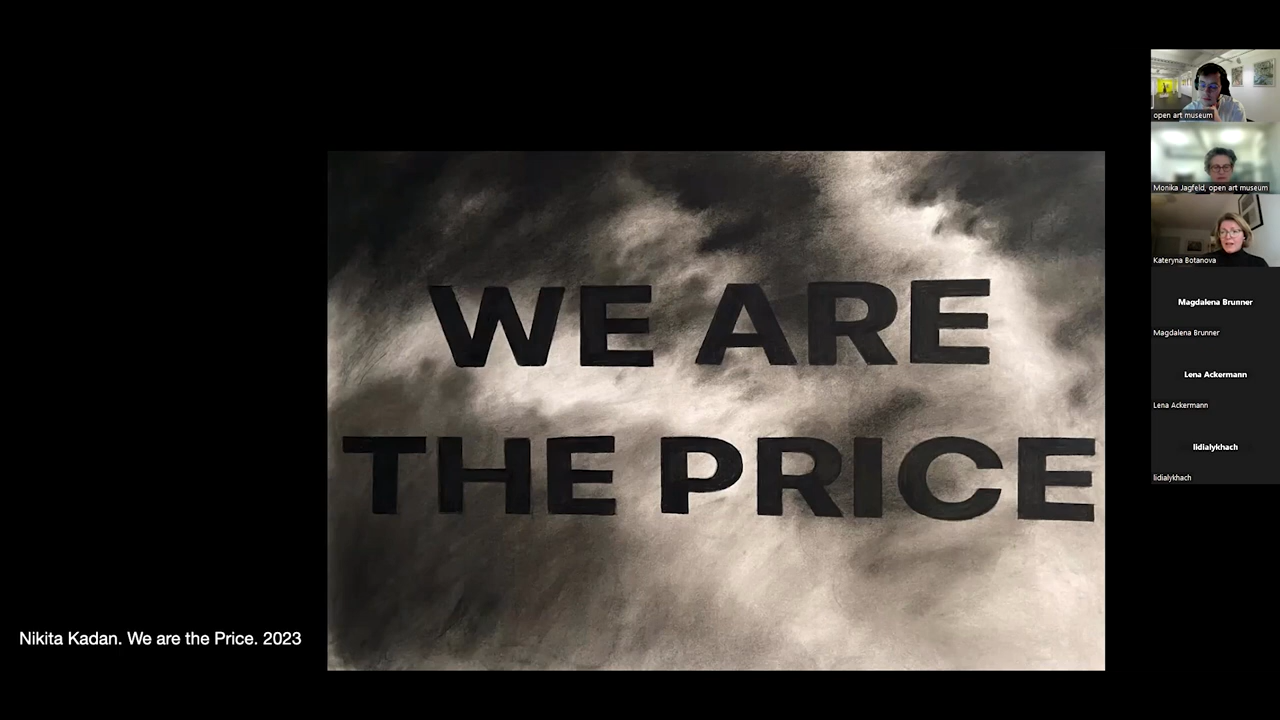 WE ARE
THE PRICE
Nikita Kadan. We are the Price. 2023
open art museum
Monika Jagfeld, open art museum
Kateryna Botanova
Magdalena Brunner
Magdalena Brunner
Lena Ackermann
Lena Ackermann
lidialykhach
lidialykhach